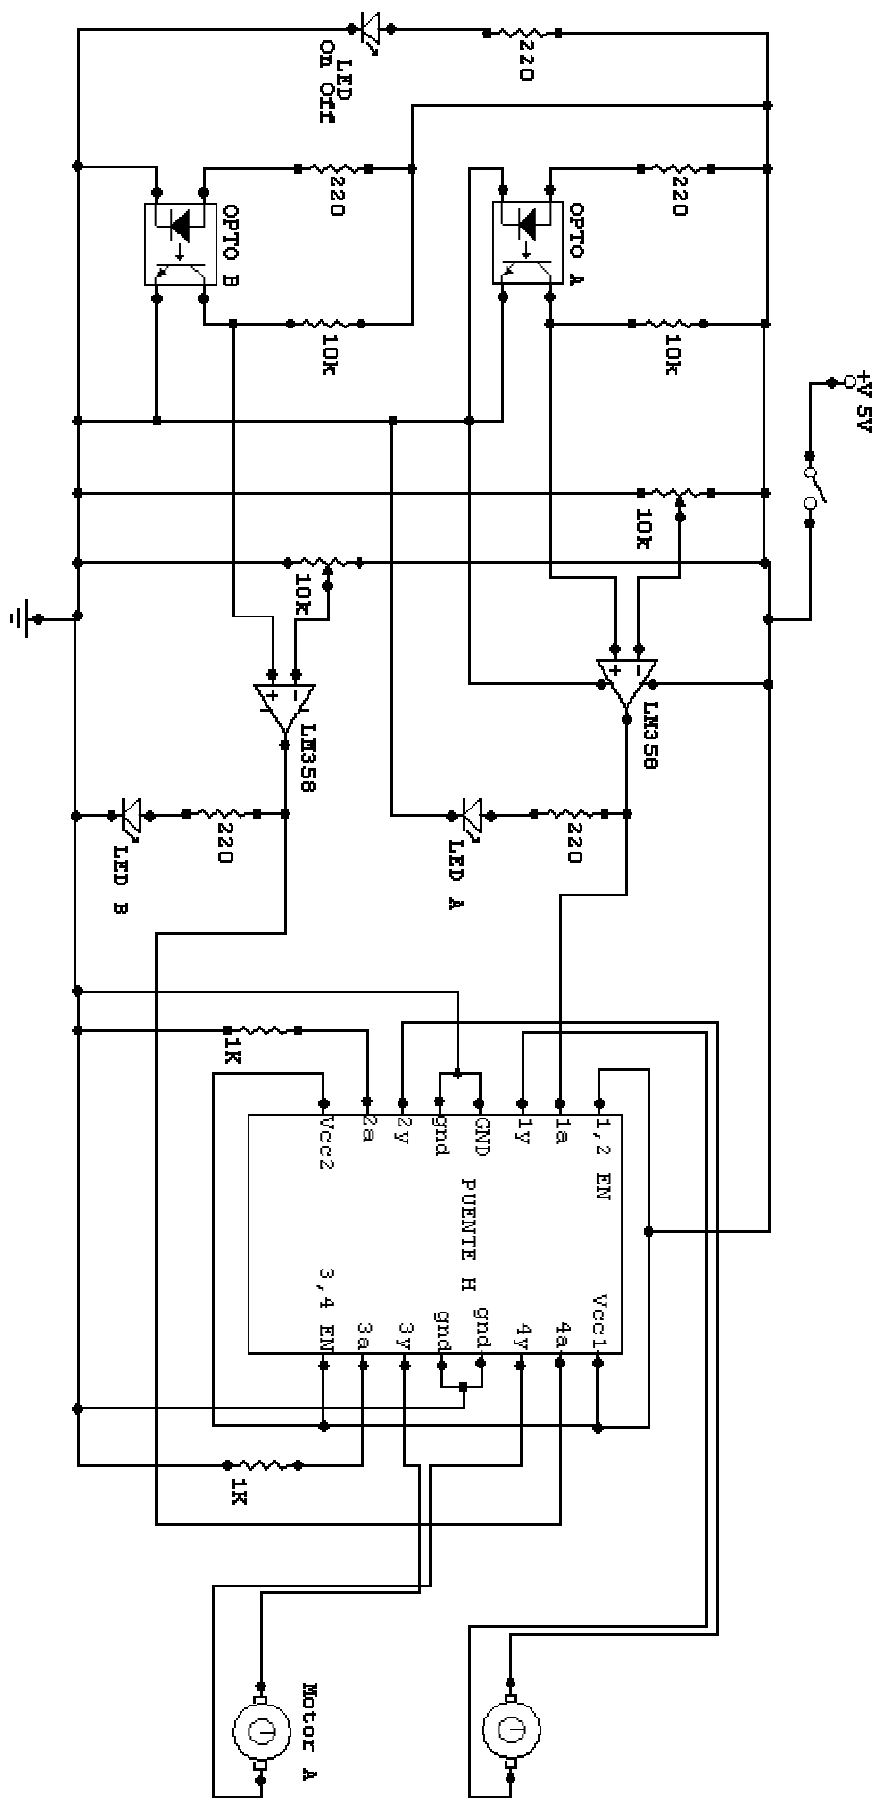 LED
On Off
220
220
OPTO B
220
OPTO A
10k
10k
+V 5V
10k
10k
LM358
LM358
220
LED B
220
LED A
1K
Vcc2
2a
2y
gnd
GND
1y
1a
1,2 EN
PUENTE H
3,4 EN
3a
3y
gnd
gnd
4y
4a
Vcc1
1K
Motor A